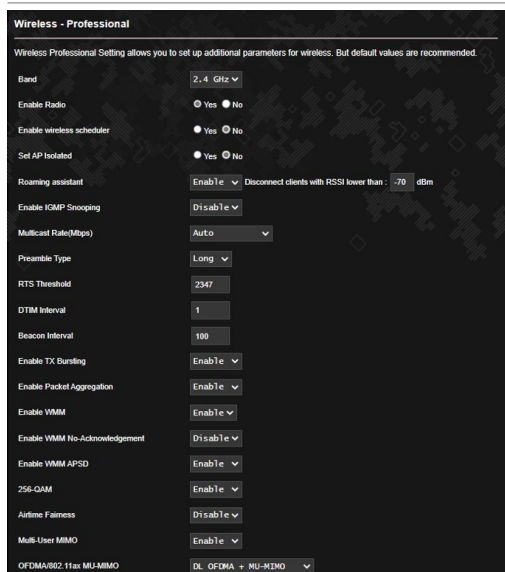 Wireless - Professional
Wireless Professional Setting allows you to set up additional parameters for wireless. But default values are recommended.
Band 2.4 GHz
Enable Radio Yes No
Enable wireless scheduler Yes No
Set AP Isolated Yes No
Roaming assistant Enable Disconnect clients with RSSI lower than : -70 dBm
Enable IGMP Snooping Disable
Multicast Rate(Mbps) Auto
Preamble Type Long
RTS Threshold 2347
DTIM Interval 1
Beacon Interval 100
Enable TX Bursting Enable
Enable Packet Aggregation Enable
Enable WMM Enable
Enable WMM No-Acknowledgement Disable
Enable WMM APSD Enable
256-QAM Enable
Airtime Fairness Disable
Multi-User MIMO Enable
OFDMA/802.11ax MU-MIMO DL OFDMA + MU-MIMO